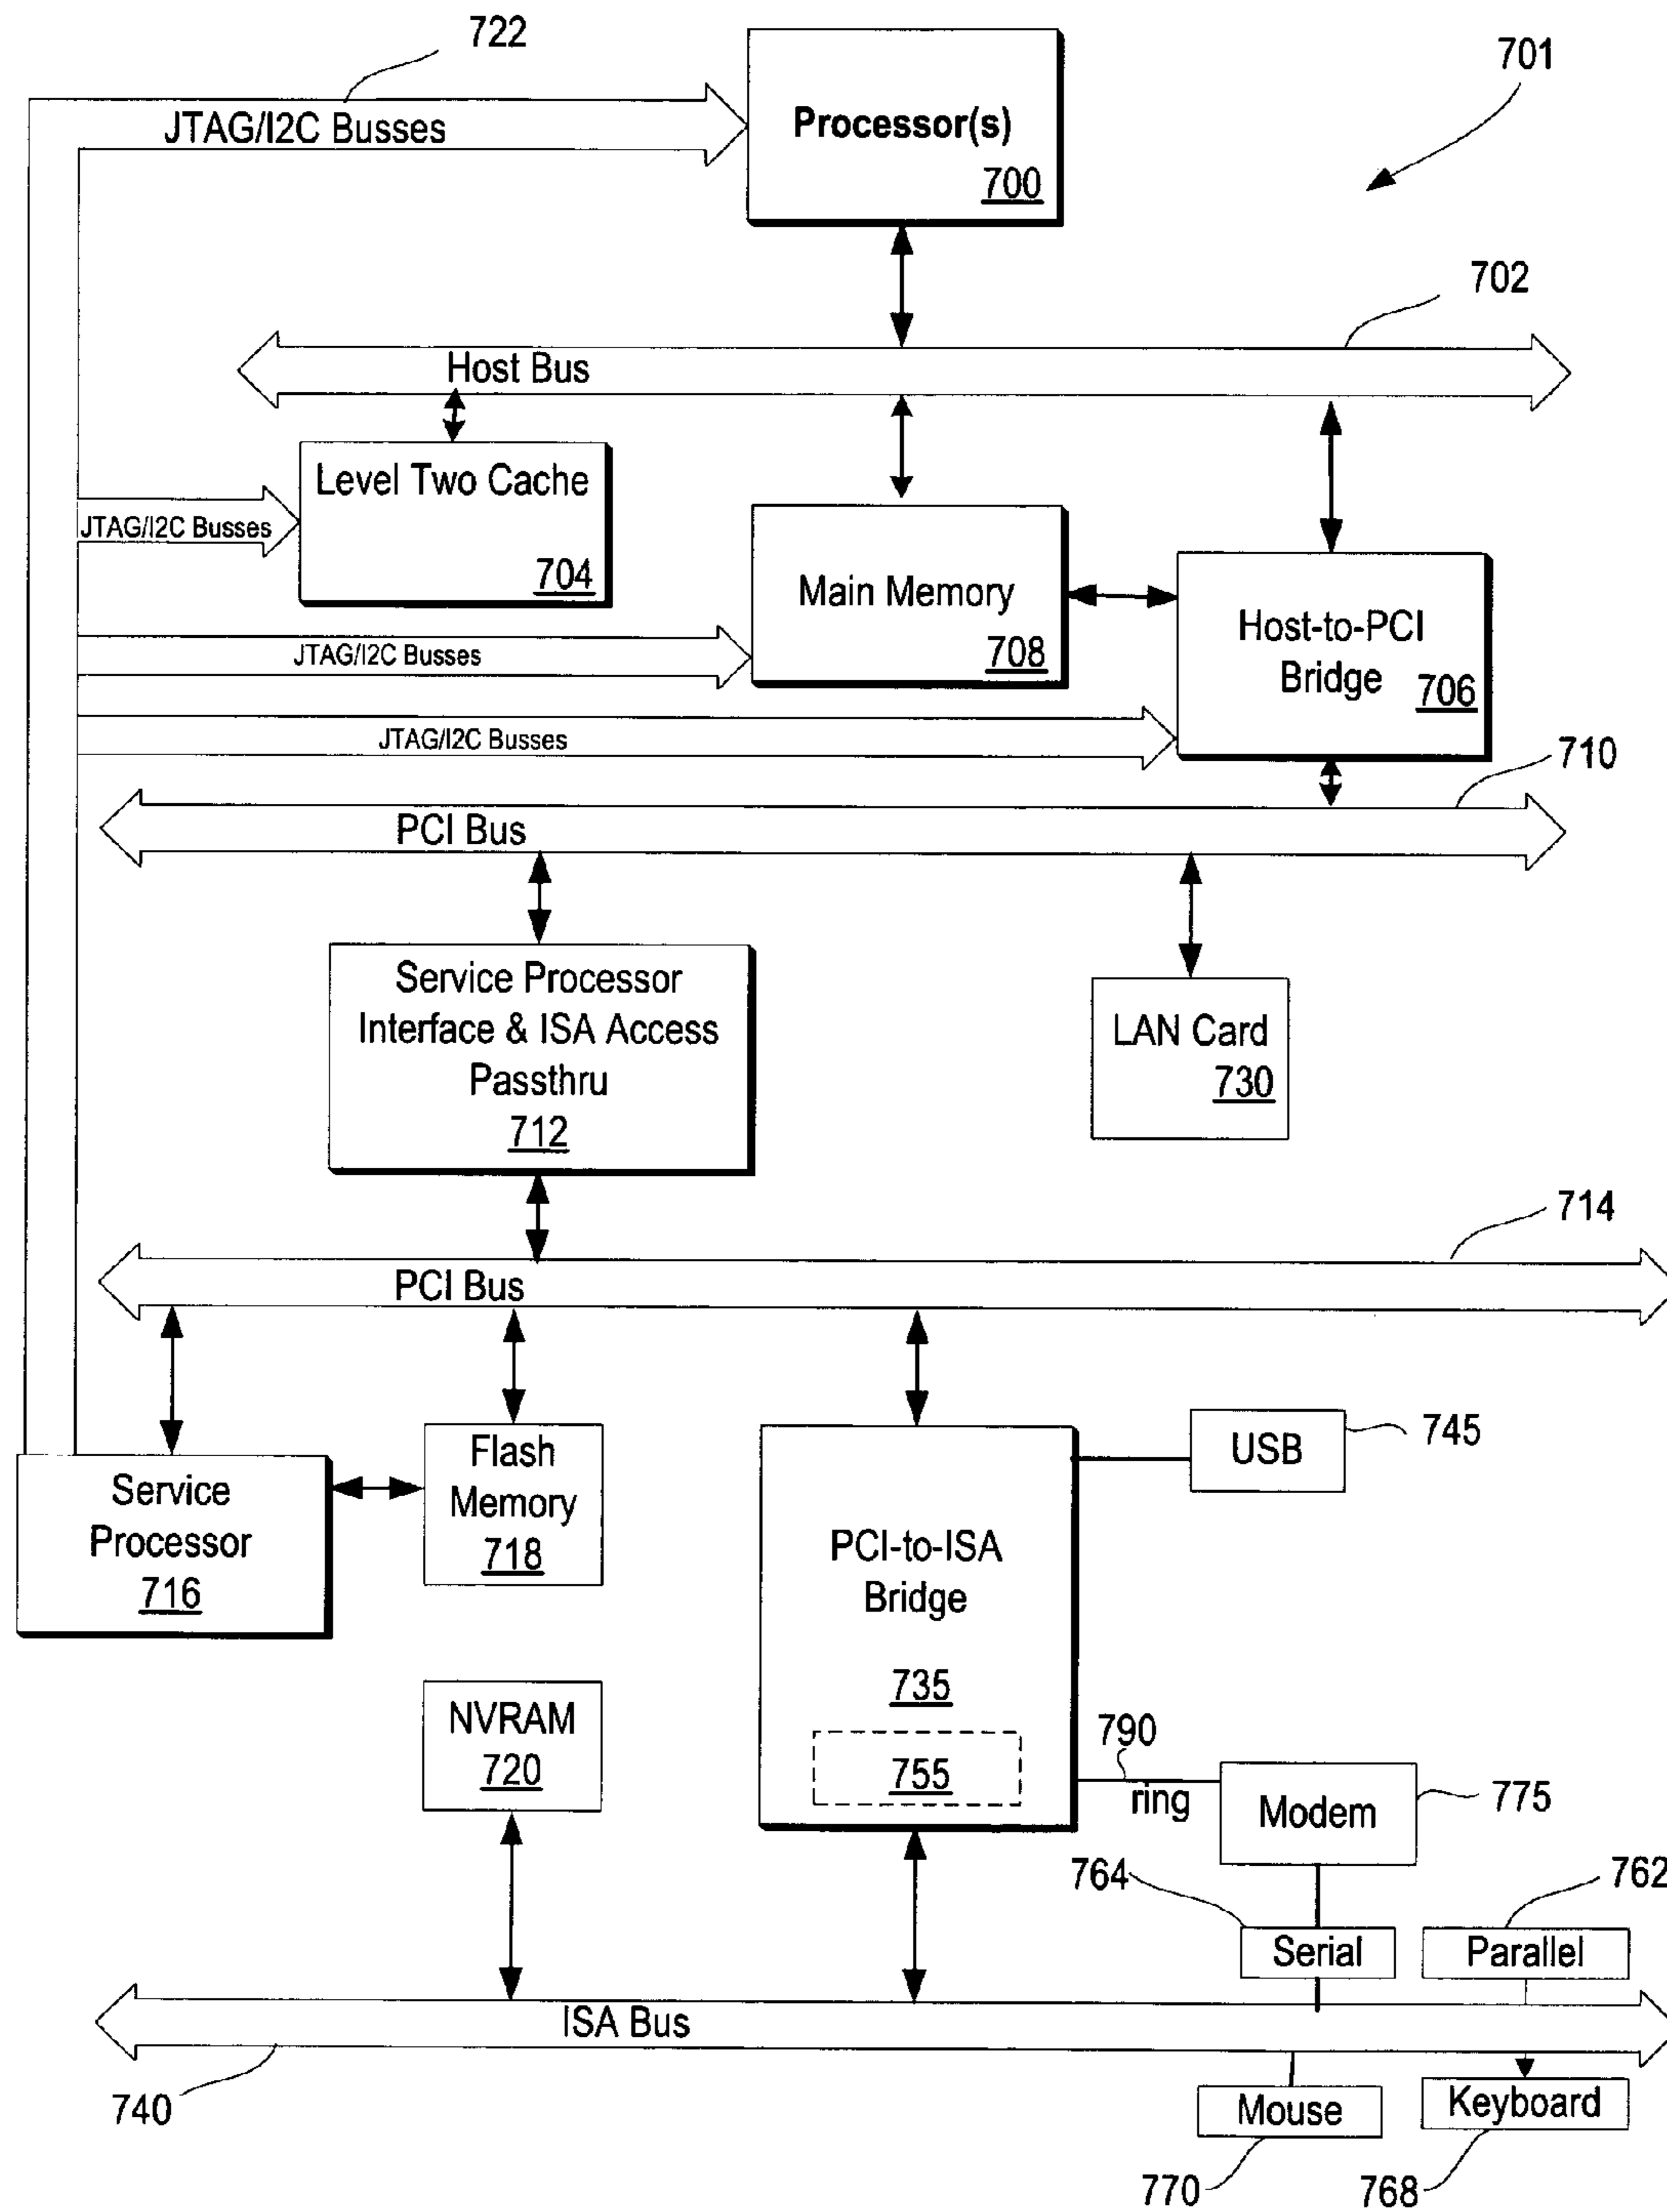 722
701
JTAG/I2C Busses
Processor(s)
700
702
Host Bus
Level Two Cache
704
JTAG/I2C Busses
Main Memory
708
Host-to-PCI
Bridge
706
JTAG/I2C Busses
JTAG/I2C Busses
710
PCI Bus
Service Processor
Interface & ISA Access
Passthru
712
LAN Card
730
714
PCI Bus
Service
Processor
716
Flash
Memory
718
PCI-to-ISA
Bridge
735
755
USB
745
NVRAM
720
790
ring
Modem
775
764
762
Serial
Parallel
ISA Bus
740
Mouse
Keyboard
770
768